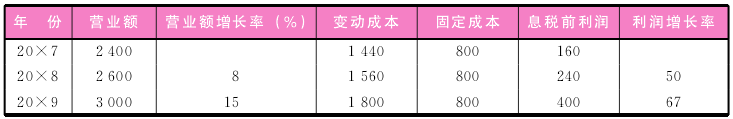 年 份 营业额 营业额增长率(%) 变动成本 固定成本 息税前利润 利润增长率
20×7 2 400 1 440 800 160
20×8 2 600 8 1 560 800 240 50
20×9 3 000 15 1 800 800 400 67